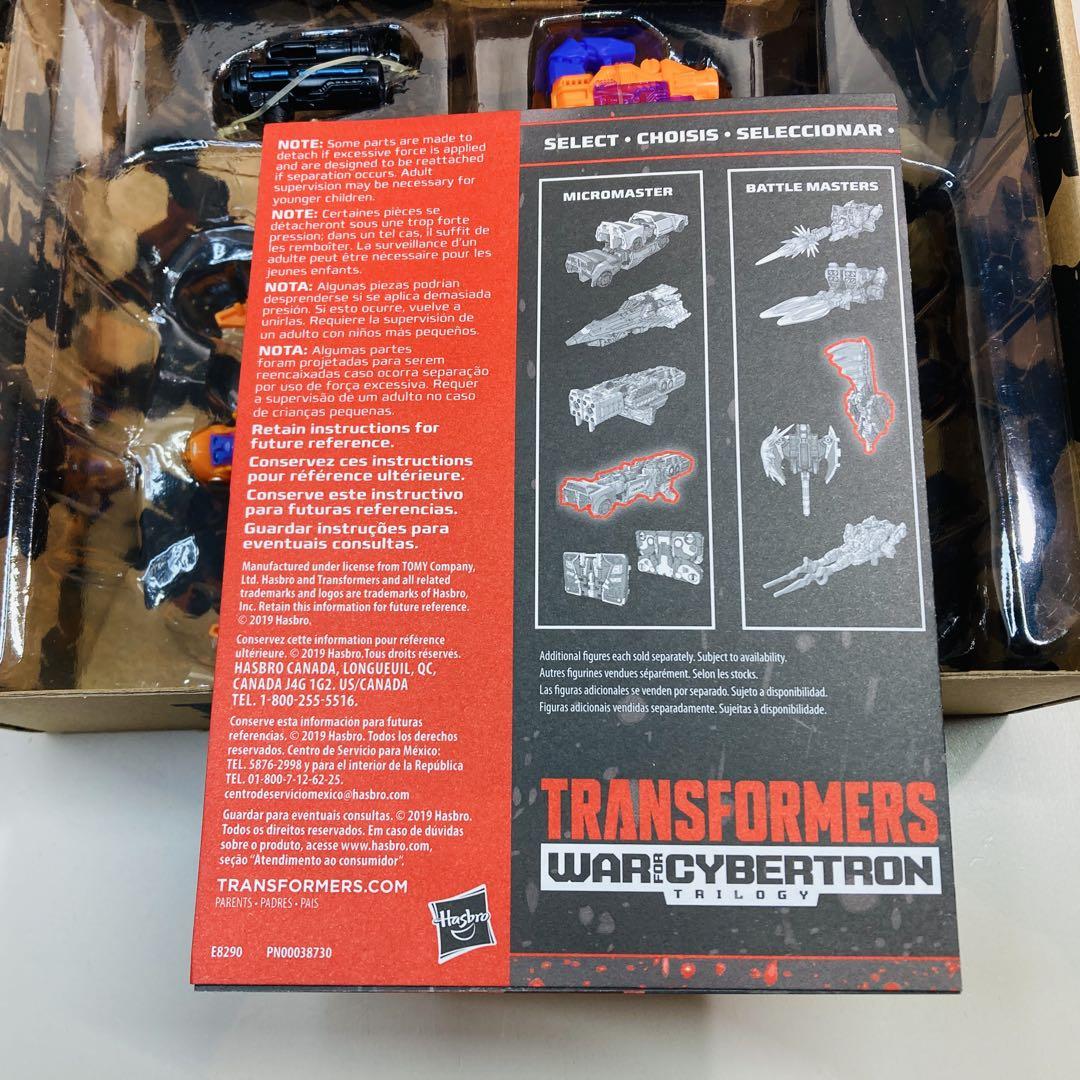 NOTE: Some parts are made to
detach if excessive force is applied
and are designed to be reattached
if separation occurs. Adult
supervision may be necessary for
younger children.
NOTE: Certaines pièces se
détacheront sous une trop forte
pression; dans un tel cas, il suffit de
les remboîter. La surveillance d'un
adulte peut être nécessaire pour les
jeunes enfants.
NOTA: Algunas piezas podrían
desprenderse si se aplica demasiada
presión. Si esto ocurre, vuelve a
unirlas. Requiere la supervisión de
un adulto con niños más pequeños.
NOTA: Algumas partes
foram projetadas para serem
reencaixadas caso ocorra separação
por uso de força excessiva. Requer
a supervisão de um adulto no caso
de crianças pequenas.
Retain instructions for
future reference.
Conservez ces instructions
pour référence ultérieure.
Conserve este instructivo
para futuras referencias.
Guardar instruções para
eventuais consultas.
Manufactured under license from TOMY Company,
Ltd. Hasbro and Transformers and all related
trademarks and logos are trademarks of Hasbro,
Inc. Retain this information for future reference.
© 2019 Hasbro.
Conservez cette information pour référence
ultérieure. © 2019 Hasbro.Tous droits réservés.
HASBRO CANADA, LONGUEUIL, QC,
CANADA J4G 1G2. US/CANADA
TEL. 1-800-255-5516.
Conserve esta información para futuras
referencias. © 2019 Hasbro. Todos los derechos
reservados. Centro de Servicio para México:
TEL. 5876-2998 y para el interior de la República
TEL. 01-800-7-12-62-25.
centrodeserviciomexico@hasbro.com
Guardar para eventuais consultas. © 2019 Hasbro.
Todos os direitos reservados. Em caso de dúvidas
sobre o produto, acesse www.hasbro.com,
seção "Atendimento ao consumidor".
TRANSFORMERS.COM
PARENTS • PADRES • PAIS
Hasbro
E8290 PN00038730
SELECT • CHOISIS • SELECCIONAR •
MICROMASTER
BATTLE MASTERS
Additional figures each sold separately. Subject to availability.
Autres figurines vendues séparément. Selon les stocks.
Las figuras adicionales se venden por separado. Sujeto a disponibilidad.
Figuras adicionais vendidas separadamente. Sujeitas à disponibilidade.
TRANSFORMERS
WAR FOR CYBERTRON
TRILOGY